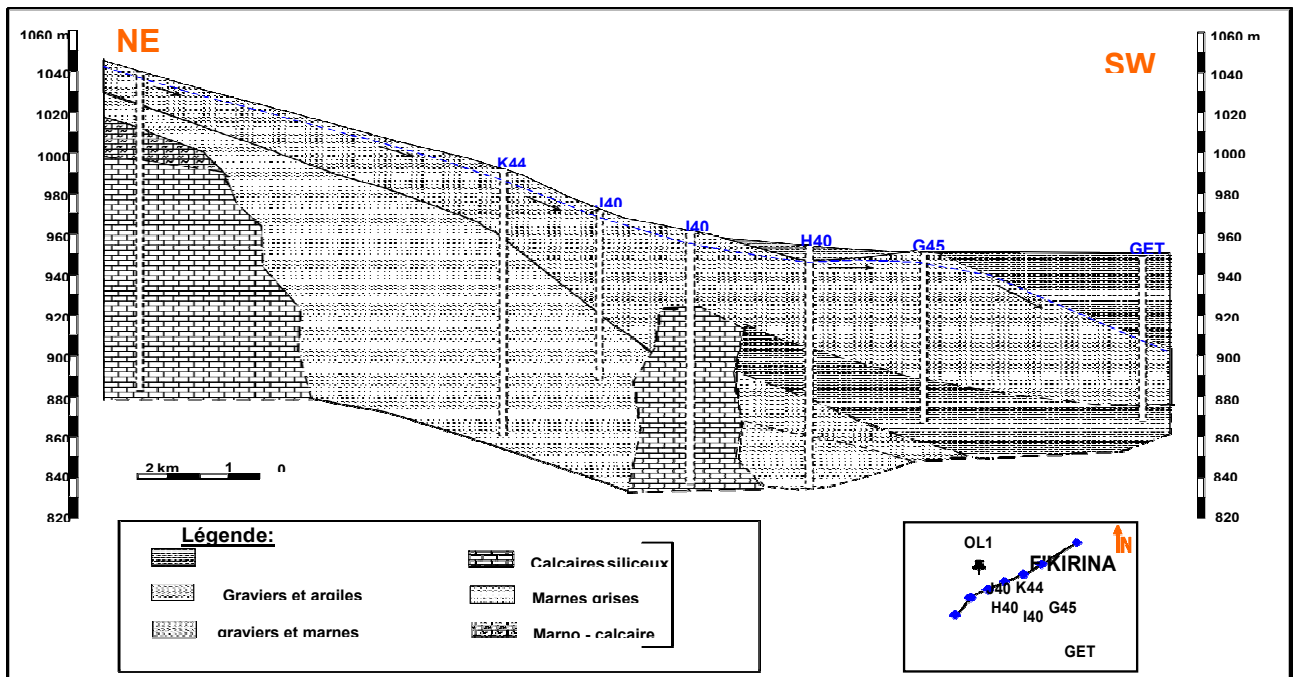 NE
SW
1060 m
1040
1020
1000
980
960
940
920
900
880
860
840
820
1060 m
1040
1020
1000
980
960
940
920
900
880
860
840
820
K44
J40
I40
H40
G45
GET
2 km 1 0
Légende:
Graviers et argiles
graviers et marnes
Calcaires siliceux
Marnes grises
Marno - calcaire
N
OL1
F'KIRINA
J40 K44
H40 I40 G45
GET